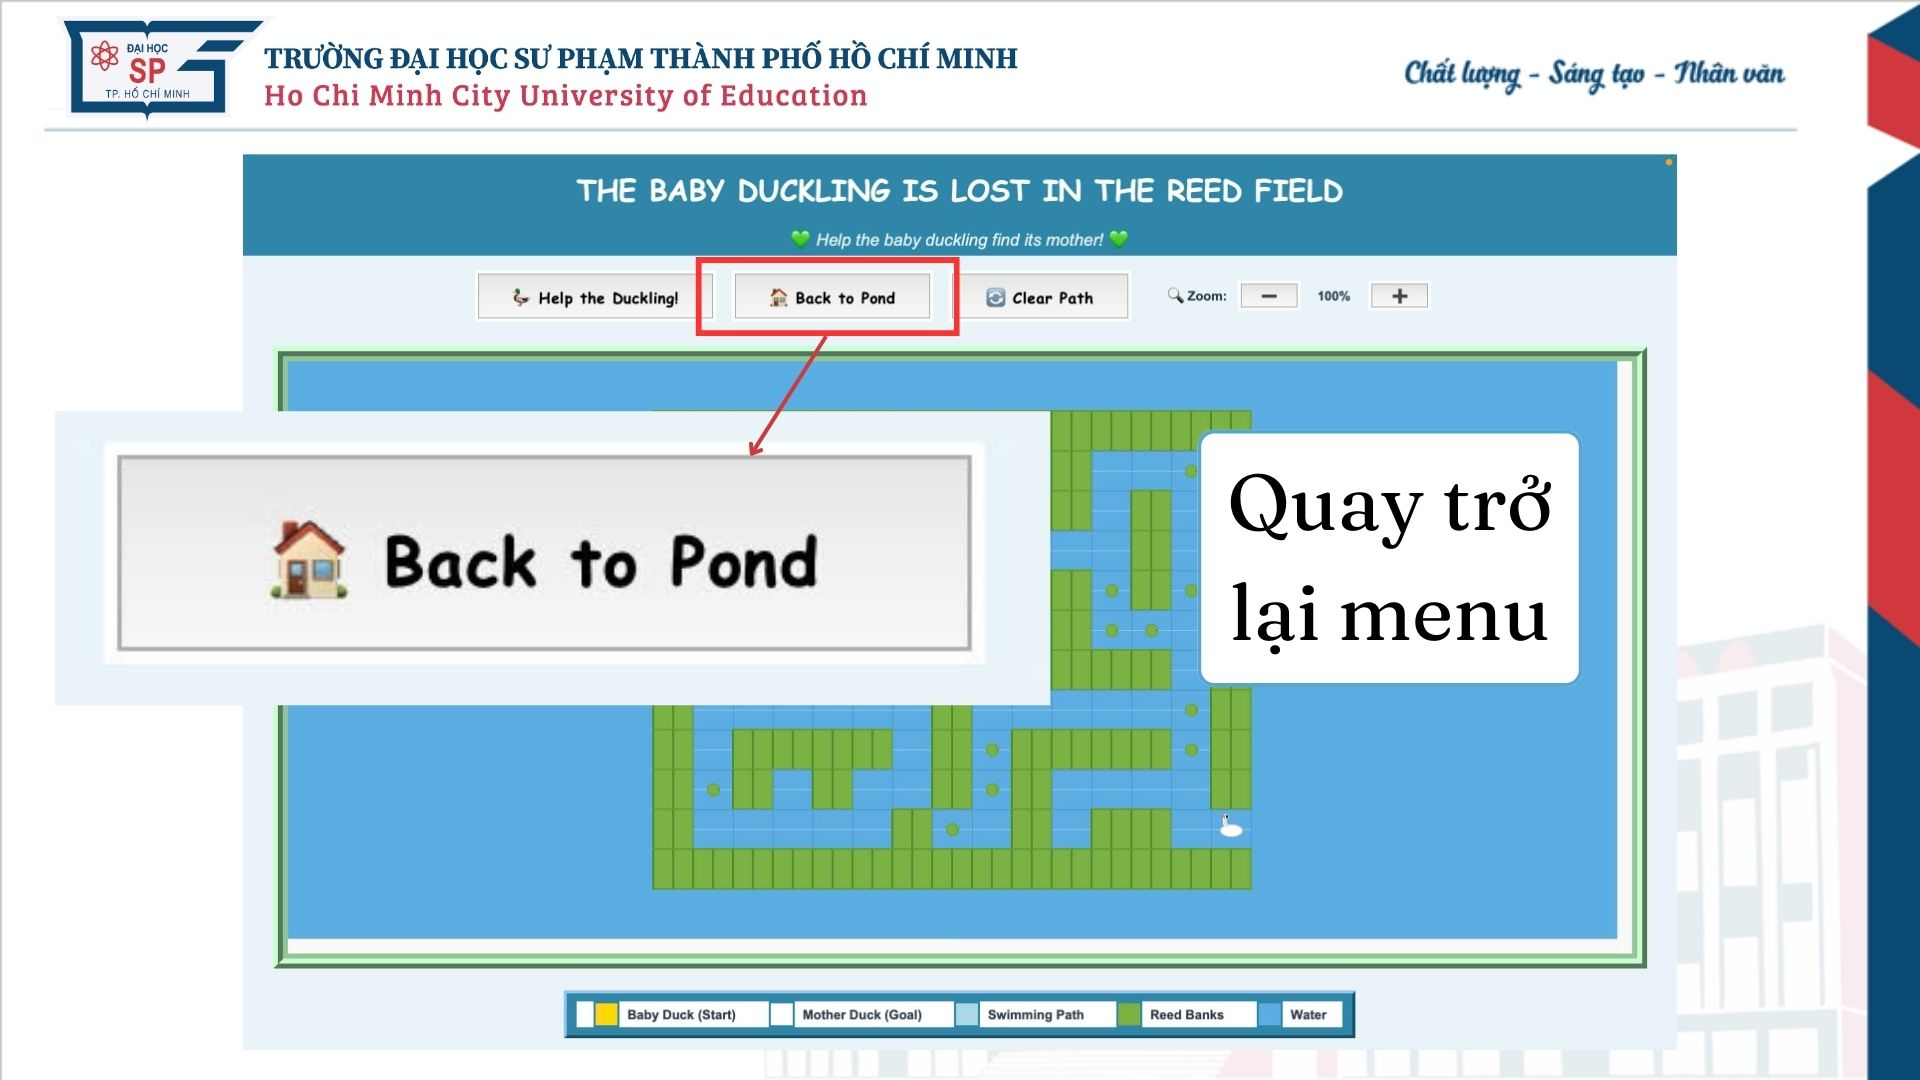 ĐẠI HỌC
SP
TP. HỒ CHÍ MINH
TRƯỜNG ĐẠI HỌC SƯ PHẠM THÀNH PHỐ HỒ CHÍ MINH
Ho Chi Minh City University of Education
Chất lượng - Sáng tạo - Nhân văn
THE BABY DUCKLING IS LOST IN THE REED FIELD
💚 Help the baby duckling find its mother! 💚
Help the Duckling!
Back to Pond
Clear Path
Zoom:
100%
Back to Pond
Quay trở
lại menu
Baby Duck (Start)
Mother Duck (Goal)
Swimming Path
Reed Banks
Water